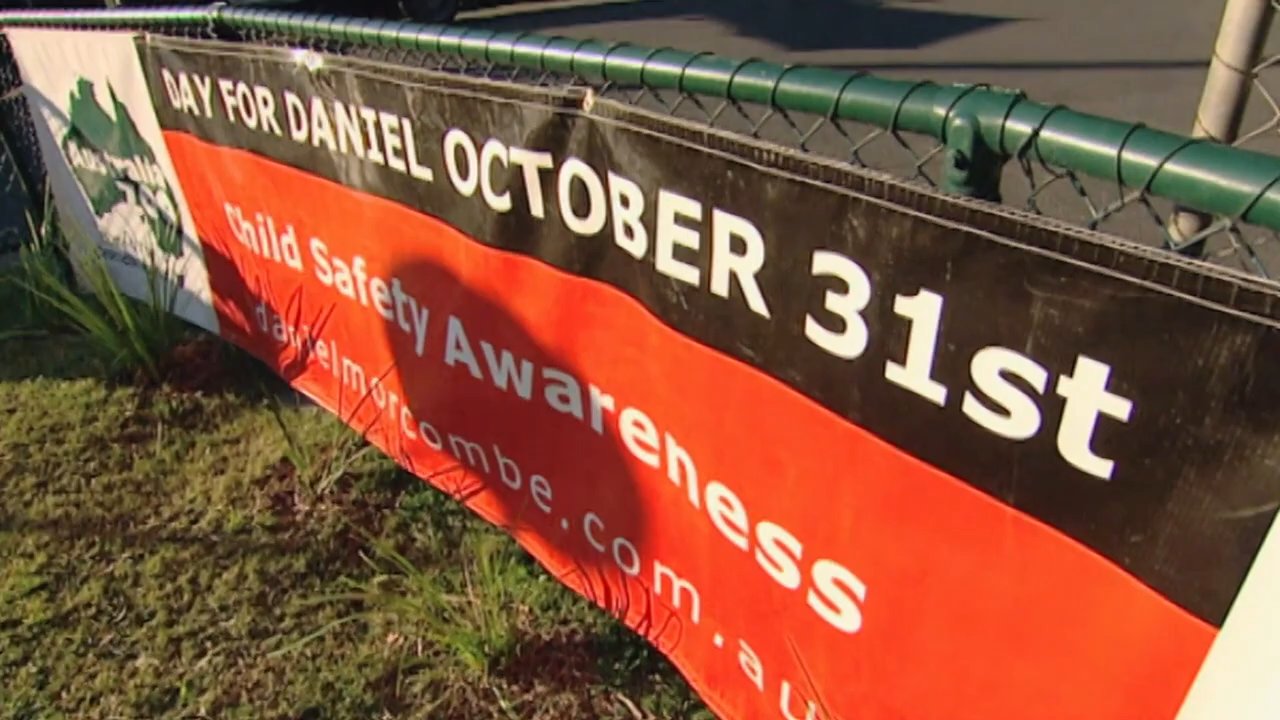 DAY FOR DANIEL OCTOBER 31st
Child Safety Awareness
danielmorcombe.com.au